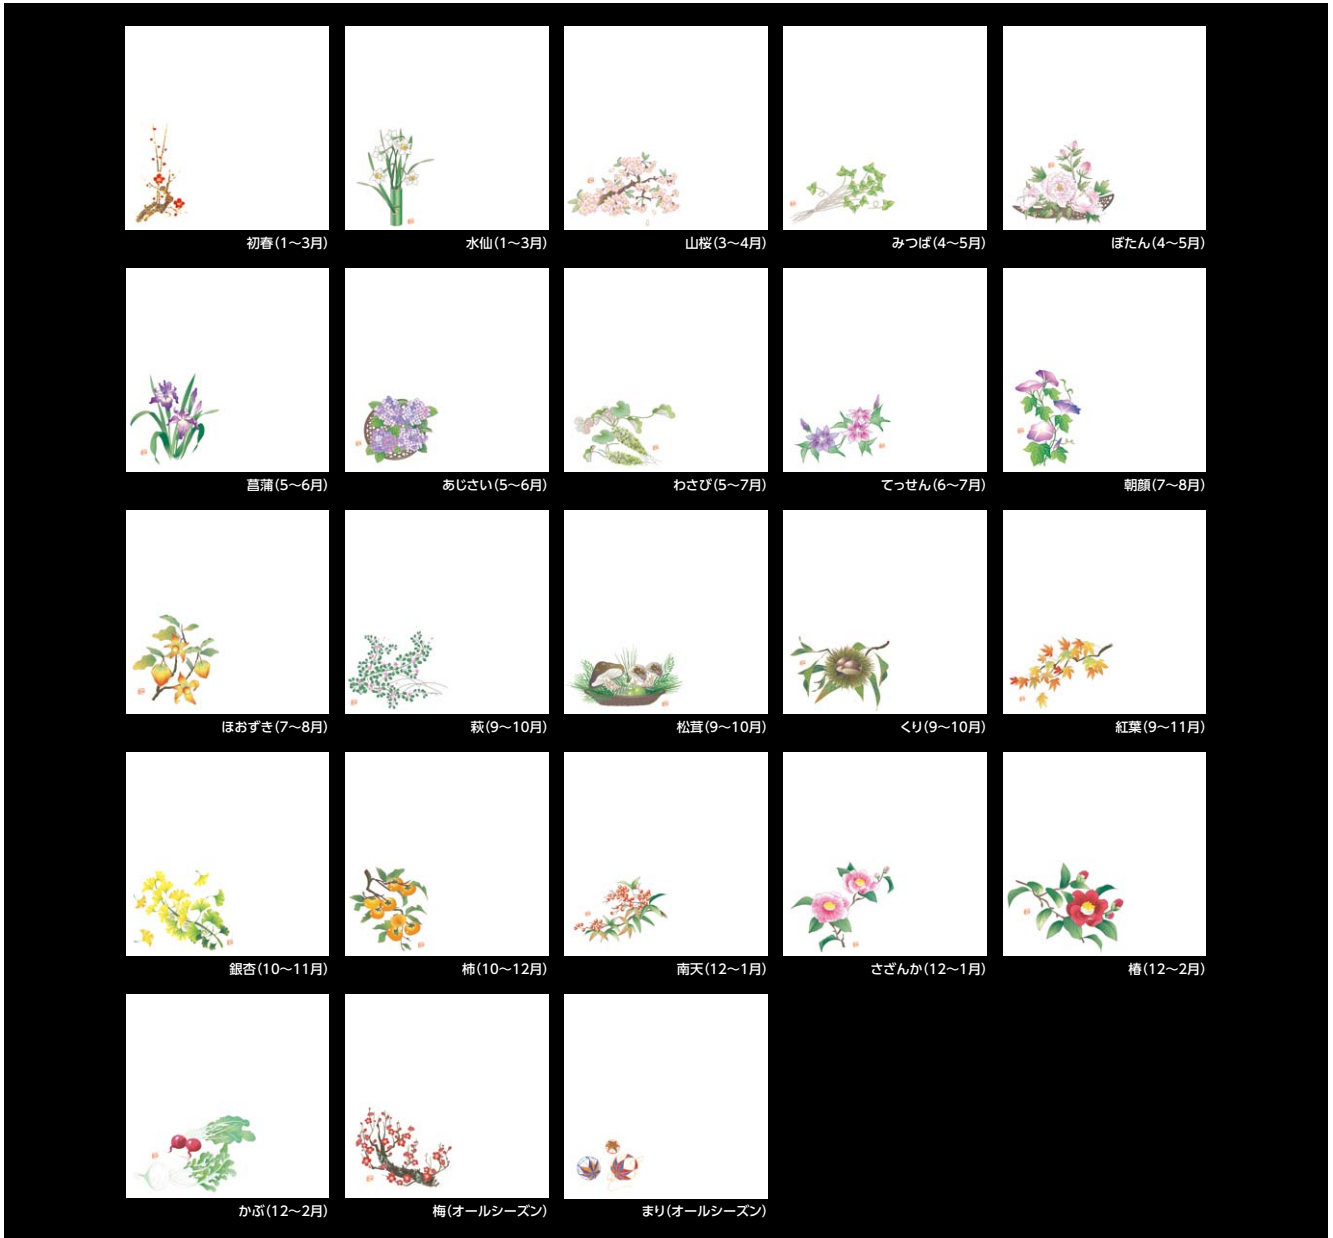 初春(1〜3月)
水仙(1〜3月)
山桜(3〜4月)
みつば(4〜5月)
ぼたん(4〜5月)
菖蒲(5〜6月)
あじさい(5〜6月)
わさび(5〜7月)
てっせん(6〜7月)
朝顔(7〜8月)
ほおずき(7〜8月)
萩(9〜10月)
松茸(9〜10月)
くり(9〜10月)
紅葉(9〜11月)
銀杏(10〜11月)
柿(10〜12月)
南天(12〜1月)
さざんか(12〜1月)
椿(12〜2月)
かぶ(12〜2月)
梅(オールシーズン)
まり(オールシーズン)